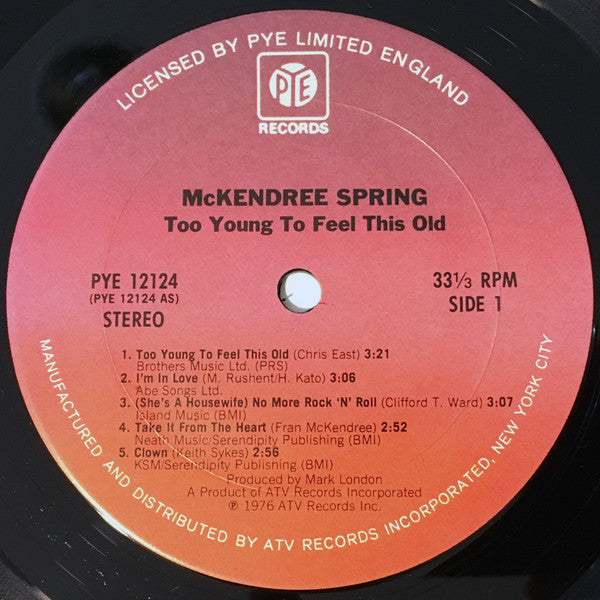 LICENSED BY PYE LIMITED ENGLAND
PYE
RECORDS
McKENDREE SPRING
Too Young To Feel This Old
PYE 12124
(PYE 12124 AS)
STEREO
33⅓ RPM
SIDE 1
1. Too Young To Feel This Old (Chris East) 3:21
Brothers Music Ltd. (PRS)
2. I'm In Love (M. Rushent/H. Kato) 3:06
Abe Songs Ltd.
3. (She's A Housewife) No More Rock 'N' Roll (Clifford T. Ward) 3:07
Island Music (BMI)
4. Take It From The Heart (Fran McKendree) 2:52
Neath Music/Serendipity Publishing (BMI)
5. Clown (Keith Sykes) 2:56
KSM/Serendipity Publishing (BMI)
Produced by Mark London
A Product of ATV Records Incorporated
℗ 1976 ATV Records Inc.
MANUFACTURED AND DISTRIBUTED BY ATV RECORDS INCORPORATED, NEW YORK CITY